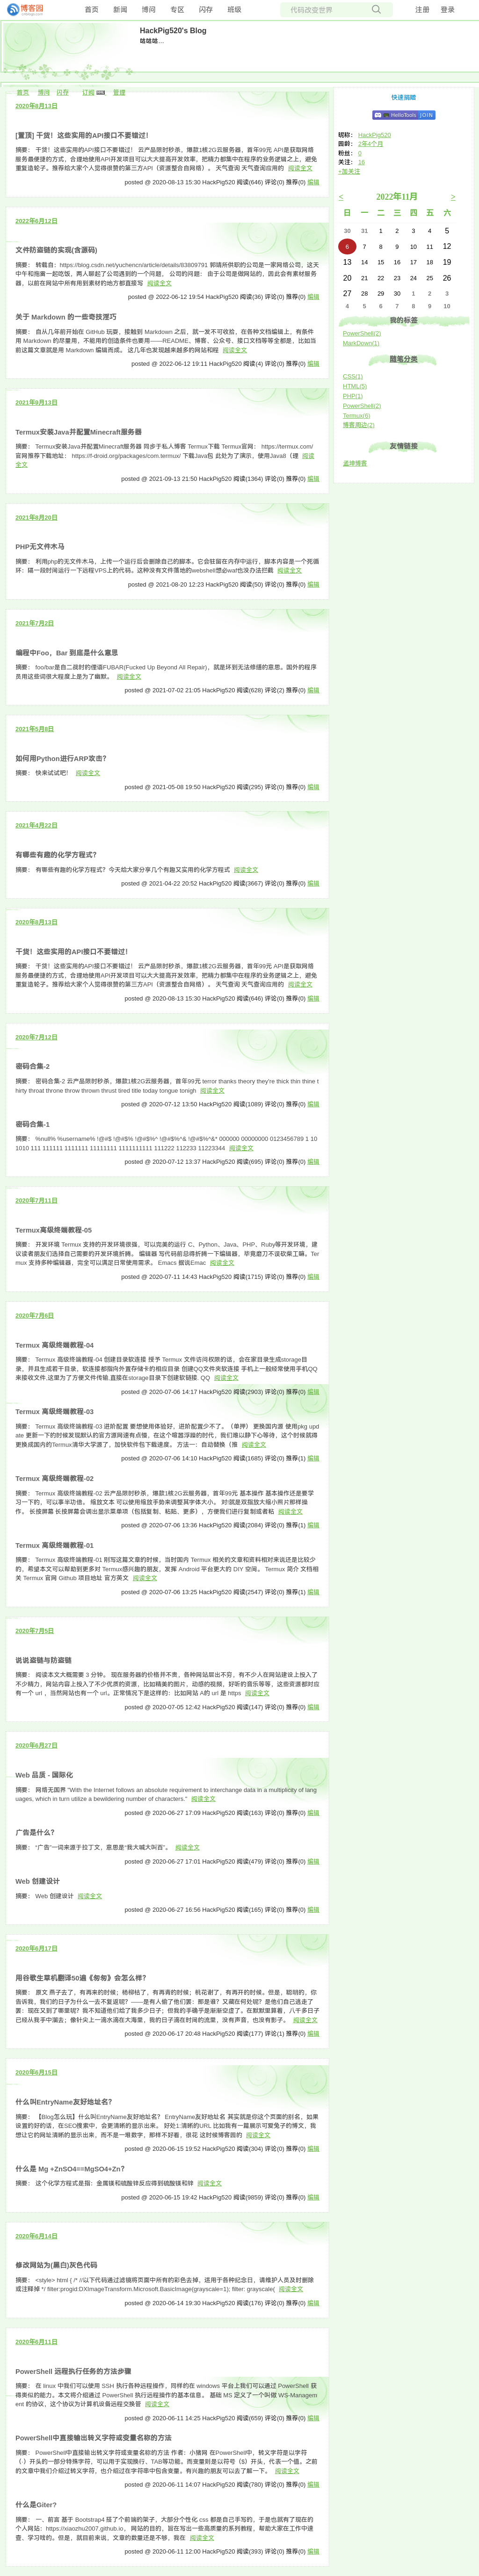 博客园
首页 新闻 博问 专区 闪存 班级
代码改变世界
注册 登录
HackPig520's Blog
咕咕咕....
首页 博问 闪存 订阅 管理
2020年8月13日
[置顶] 干货！这些实用的API接口不要错过！
摘要： 干货！这些实用的API接口不要错过！ 云产品限时秒杀，爆款1核2G云服务器，首年99元 API是获取网络
服务器便捷的方式，合理地使用API开发项目可以大大提高开发效率，把精力都集中在程序的业务逻辑之上，避免
重复造轮子。推荐给大家个人觉得很赞的第三方API（资源整合自网络）。 天气查询 天气查询应用的 阅读全文
posted @ 2020-08-13 15:30 HackPig520 阅读(646) 评论(0) 推荐(0) 编辑
2022年6月12日
文件防盗链的实现(含源码)
摘要： 转载自：https://blog.csdn.net/yuchencn/article/details/83809791 郭靖所供职的公司是一家网络公司，这天
中午和拖雷一起吃饭，两人聊起了公司遇到的一个问题， 公司的问题： 由于公司是做网站的，因此会有素材服务
器，以前在网站中所有用到素材的地方都直接写 阅读全文
posted @ 2022-06-12 19:54 HackPig520 阅读(36) 评论(0) 推荐(0) 编辑
关于 Markdown 的一些奇技淫巧
摘要： 自从几年前开始在 GitHub 玩耍，接触到 Markdown 之后，就一发不可收拾，在各种文档编辑上，有条件
用 Markdown 的尽量用，不能用的创造条件也要用——README、博客、公众号、接口文档等等全都是，比如当
前这篇文章就是用 Markdown 编辑而成。 这几年也发现越来越多的网站和程 阅读全文
posted @ 2022-06-12 19:11 HackPig520 阅读(4) 评论(0) 推荐(0) 编辑
2021年9月13日
Termux安装Java并配置Minecraft服务器
摘要： Termux安装Java并配置Minecraft服务器 同步于私人博客 Termux下载 Termux官网： https://termux.com/
官网推荐下载地址： https://f-droid.org/packages/com.termux/ 下载Java包 此处为了演示，使用Java8（建 阅读
全文
posted @ 2021-09-13 21:50 HackPig520 阅读(1364) 评论(0) 推荐(0) 编辑
2021年8月20日
PHP无文件木马
摘要： 利用php的无文件木马，上传一个运行后会删除自己的脚本。它会驻留在内存中运行，脚本内容是一个死循
环：隔一段时间运行一下远程VPS上的代码。这种没有文件落地的webshell想必waf也没办法拦截 阅读全文
posted @ 2021-08-20 12:23 HackPig520 阅读(50) 评论(0) 推荐(0) 编辑
2021年7月2日
编程中Foo，Bar 到底是什么意思
摘要： foo/bar是自二战时的俚语FUBAR(Fucked Up Beyond All Repair)，就是坏到无法修缮的意思。国外的程序
员用这些词很大程度上是为了幽默。 阅读全文
posted @ 2021-07-02 21:05 HackPig520 阅读(628) 评论(2) 推荐(0) 编辑
2021年5月8日
如何用Python进行ARP攻击?
摘要： 快来试试吧！ 阅读全文
posted @ 2021-05-08 19:50 HackPig520 阅读(295) 评论(0) 推荐(0) 编辑
2021年4月22日
有哪些有趣的化学方程式?
摘要： 有哪些有趣的化学方程式？今天给大家分享几个有趣又实用的化学方程式 阅读全文
posted @ 2021-04-22 20:52 HackPig520 阅读(3667) 评论(0) 推荐(0) 编辑
2020年8月13日
干货！这些实用的API接口不要错过！
摘要： 干货！这些实用的API接口不要错过！ 云产品限时秒杀，爆款1核2G云服务器，首年99元 API是获取网络
服务器便捷的方式，合理地使用API开发项目可以大大提高开发效率，把精力都集中在程序的业务逻辑之上，避免
重复造轮子。推荐给大家个人觉得很赞的第三方API（资源整合自网络）。 天气查询 天气查询应用的 阅读全文
posted @ 2020-08-13 15:30 HackPig520 阅读(646) 评论(0) 推荐(0) 编辑
2020年7月12日
密码合集-2
摘要： 密码合集-2 云产品限时秒杀，爆款1核2G云服务器，首年99元 terror thanks theory they're thick thin thine t
hirty throat throne throw thrown thrust tired title today tongue tonigh 阅读全文
posted @ 2020-07-12 13:50 HackPig520 阅读(1089) 评论(0) 推荐(0) 编辑
密码合集-1
摘要： %null% %username% !@#$ !@#$% !@#$%^ !@#$%^& !@#$%^&* 000000 00000000 0123456789 1 10
1010 111 111111 1111111 11111111 1111111111 111222 112233 11223344 阅读全文
posted @ 2020-07-12 13:37 HackPig520 阅读(695) 评论(0) 推荐(0) 编辑
2020年7月11日
Termux高级终端教程-05
摘要： 开发环境 Termux 支持的开发环境很强，可以完美的运行 C、Python、Java、PHP、Ruby等开发环境，建
议读者朋友们选择自己需要的开发环境折腾。 编辑器 写代码前总得折腾一下编辑器，毕竟磨刀不误砍柴工嘛。Ter
mux 支持多种编辑器，完全可以满足日常使用需求。 Emacs 据说Emac 阅读全文
posted @ 2020-07-11 14:43 HackPig520 阅读(1715) 评论(0) 推荐(0) 编辑
2020年7月6日
Termux 高级终端教程-04
摘要： Termux 高级终端教程-04 创建目录软连接 授予 Termux 文件访问权限的话，会在家目录生成storage目
录，并且生成若干目录，软连接都指向外置存储卡的相应目录 创建QQ文件夹软连接 手机上一般经常使用手机QQ
来接收文件,这里为了方便文件传输,直接在storage目录下创建软链接. QQ 阅读全文
posted @ 2020-07-06 14:17 HackPig520 阅读(2903) 评论(0) 推荐(0) 编辑
Termux 高级终端教程-03
摘要： Termux 高级终端教程-03 进阶配置 要想使用体验好，进阶配置少不了。 （单押） 更换国内源 使用pkg upd
ate 更新一下的时候发现默认的官方源网速有点慢，在这个喧嚣浮躁的时代，我们难以静下心等待，这个时候就得
更换成国内的Termux清华大学源了，加快软件包下载速度。 方法一：自动替换（推 阅读全文
posted @ 2020-07-06 14:10 HackPig520 阅读(1685) 评论(0) 推荐(1) 编辑
Termux 高级终端教程-02
摘要： Termux 高级终端教程-02 云产品限时秒杀，爆款1核2G云服务器，首年99元 基本操作 基本操作还是要学
习一下的，可以事半功倍。 缩放文本 可以使用缩放手势来调整其字体大小。 对!就是双指放大缩小照片那样操
作。 长按屏幕 长按屏幕会调出显示菜单项（包括复制、粘贴、更多），方便我们进行复制或者粘 阅读全文
posted @ 2020-07-06 13:36 HackPig520 阅读(2084) 评论(0) 推荐(1) 编辑
Termux 高级终端教程-01
摘要： Termux 高级终端教程-01 刚写这篇文章的时候，当时国内 Termux 相关的文章和资料相对来说还是比较少
的，希望本文可以帮助到更多对 Termux感兴趣的朋友，发挥 Android 平台更大的 DIY 空间。 Termux 简介 文档相
关 Termux 官网 Github 项目地址 官方英文 阅读全文
posted @ 2020-07-06 13:25 HackPig520 阅读(2547) 评论(0) 推荐(1) 编辑
2020年7月5日
说说盗链与防盗链
摘要： 阅读本文大概需要 3 分钟。 现在服务器的价格并不贵，各种网站层出不穷，有不少人在网站建设上投入了
不少精力，网站内容上投入了不少优质的资源，比如精美的图片，动感的视频，好听的音乐等等，这些资源都对应
有一个 url ，当然网站也有一个 url。正常情况下是这样的：比如网站 A的 url 是 https 阅读全文
posted @ 2020-07-05 12:42 HackPig520 阅读(147) 评论(0) 推荐(0) 编辑
2020年6月27日
Web 品质 - 国际化
摘要： 网络无国界 "With the Internet follows an absolute requirement to interchange data in a multiplicity of lang
uages, which in turn utilize a bewildering number of characters." 阅读全文
posted @ 2020-06-27 17:09 HackPig520 阅读(163) 评论(0) 推荐(0) 编辑
广告是什么?
摘要： “广告”一词来源于拉丁文，意思是“我大喊大叫百”。 阅读全文
posted @ 2020-06-27 17:01 HackPig520 阅读(479) 评论(0) 推荐(0) 编辑
Web 创建设计
摘要： Web 创建设计 阅读全文
posted @ 2020-06-27 16:56 HackPig520 阅读(165) 评论(0) 推荐(0) 编辑
2020年6月17日
用谷歌生草机翻译50遍《匆匆》会怎么样?
摘要： 原文 燕子去了，有再来的时候；杨柳枯了，有再青的时候；桃花谢了，有再开的时候。但是，聪明的，你
告诉我，我们的日子为什么一去不复返呢？——是有人偷了他们罢：那是谁？又藏在何处呢？是他们自己逃走了
罢：现在又到了哪里呢？ 我不知道他们给了我多少日子；但我的手确乎是渐渐空虚了。在默默里算着，八千多日子
已经从我手中溜去；像针尖上一滴水滴在大海里，我的日子滴在时间的流里，没有声音，也没有影子。 阅读全文
posted @ 2020-06-17 20:48 HackPig520 阅读(177) 评论(1) 推荐(0) 编辑
2020年6月15日
什么叫EntryName友好地址名?
摘要： 【Blog怎么玩】什么叫EntryName友好地址名? EntryName友好地址名 其实就是你这个页面的别名，如果
设置的好的话，在SEO搜索中，会更清晰的显示出来。 好处1:清晰的URL 比如我有一篇展示可爱兔子的博文，我
想让它的网址清晰的显示出来，而不是一堆数字，那样不好看、很花 这时候博客园的 阅读全文
posted @ 2020-06-15 19:52 HackPig520 阅读(304) 评论(0) 推荐(0) 编辑
什么是 Mg +ZnSO4==MgSO4+Zn?
摘要： 这个化学方程式是指：金属镁和硫酸锌反应得到硫酸镁和锌 阅读全文
posted @ 2020-06-15 19:42 HackPig520 阅读(9859) 评论(0) 推荐(0) 编辑
2020年6月14日
修改网站为(黑白)灰色代码
摘要： <style> html { /* //以下代码通过滤镜将页面中所有的彩色去掉，适用于各种纪念日，请维护人员及时删除
或注释掉 */ filter:progid:DXImageTransform.Microsoft.BasicImage(grayscale=1); filter: grayscale( 阅读全文
posted @ 2020-06-14 19:30 HackPig520 阅读(176) 评论(0) 推荐(0) 编辑
2020年6月11日
PowerShell 远程执行任务的方法步骤
摘要： 在 linux 中我们可以使用 SSH 执行各种远程操作，同样的在 windows 平台上我们可以通过 PowerShell 获
得类似的能力。本文将介绍通过 PowerShell 执行远程操作的基本信息。 基础 MS 定义了一个叫做 WS-Managem
ent 的协议，这个协议为计算机设备远程交换管 阅读全文
posted @ 2020-06-11 14:25 HackPig520 阅读(659) 评论(0) 推荐(0) 编辑
PowerShell中直接输出转义字符或变量名称的方法
摘要： PowerShell中直接输出转义字符或变量名称的方法 作者：小猪网 在PowerShell中，转义字符是以字符
（ ）开头的一部分特殊字符，可以用于实现换行、TAB等功能。而变量则是以符号（$）开头，代表一个值。之前
的文章中我们介绍过转义字符，也介绍过在字符串中包含变量。有兴趣的朋友可以去了解一下。 阅读全文
posted @ 2020-06-11 14:07 HackPig520 阅读(780) 评论(0) 推荐(0) 编辑
什么是Giter?
摘要： 一、前言 基于 Bootstrap4 搭了个前端的架子，大部分个性化 css 都是自己手写的，于是也就有了现在的
个人网站：https://xiaozhu2007.github.io， 网站的目的，旨在写出一些高质量的系列教程，帮助大家在工作中速
查、学习啥的。但是，就目前来说，文章的数量还是不够，我在 阅读全文
posted @ 2020-06-11 12:00 HackPig520 阅读(393) 评论(0) 推荐(0) 编辑
快速捐赠
HelloTools JOIN
昵称： HackPig520
园龄： 2年4个月
粉丝： 0
关注： 16
+加关注
< 2022年11月 >
日 一 二 三 四 五 六
30 31 1 2 3 4 5
6 7 8 9 10 11 12
13 14 15 16 17 18 19
20 21 22 23 24 25 26
27 28 29 30 1 2 3
4 5 6 7 8 9 10
我的标签
PowerShell(2)
MarkDown(1)
随笔分类
CSS(1)
HTML(5)
PHP(1)
PowerShell(2)
Termux(6)
博客周边(2)
友情链接
孟坤博客